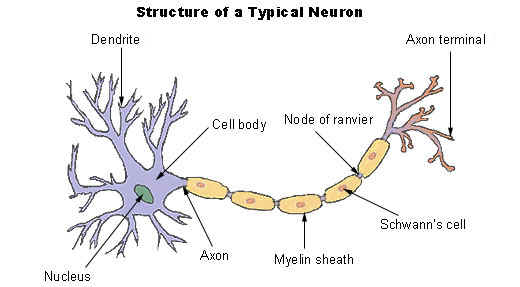 Structure of a Typical Neuron
Dendrite
Axon terminal
Cell body
Node of ranvier
Axon
Schwann's cell
Myelin sheath
Nucleus